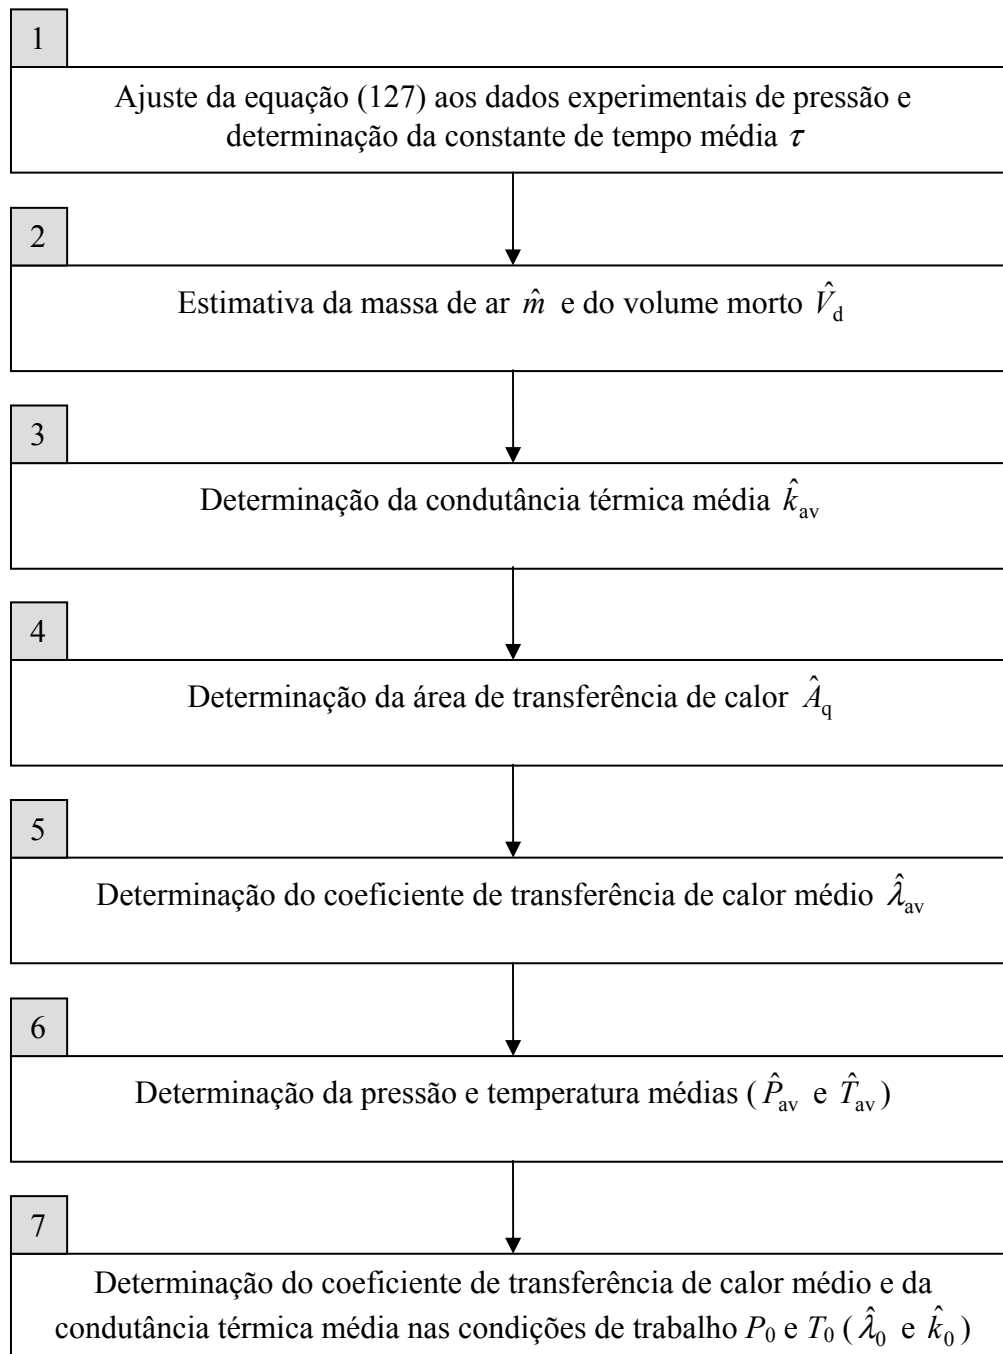 1
Ajuste da equação (127) aos dados experimentais de pressão e
determinação da constante de tempo média τ
2
Estimativa da massa de ar m̂ e do volume morto V̂d
3
Determinação da condutância térmica média k̂av
4
Determinação da área de transferência de calor Âq
5
Determinação do coeficiente de transferência de calor médio λ̂av
6
Determinação da pressão e temperatura médias (P̂av e T̂av)
7
Determinação do coeficiente de transferência de calor médio e da
condutância térmica média nas condições de trabalho P0 e T0 (λ̂0 e k̂0)